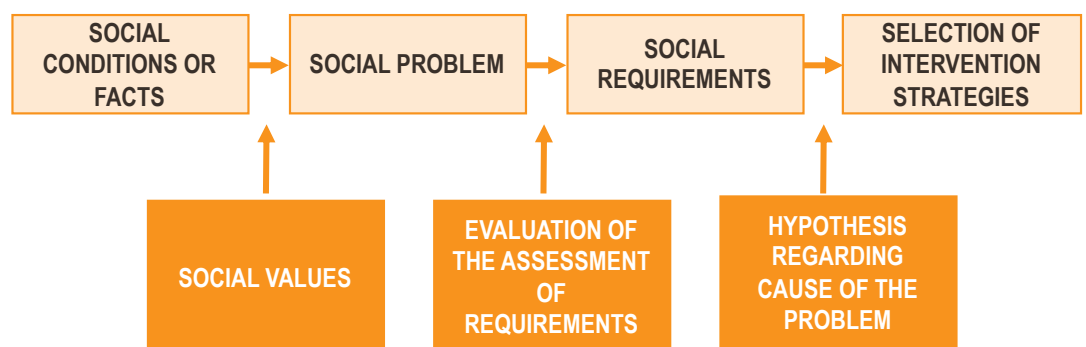 SOCIAL
CONDITIONS OR
FACTS
SOCIAL PROBLEM
SOCIAL
REQUIREMENTS
SELECTION OF
INTERVENTION
STRATEGIES
SOCIAL VALUES
EVALUATION OF
THE ASSESSMENT
OF
REQUIREMENTS
HYPOTHESIS
REGARDING
CAUSE OF THE
PROBLEM